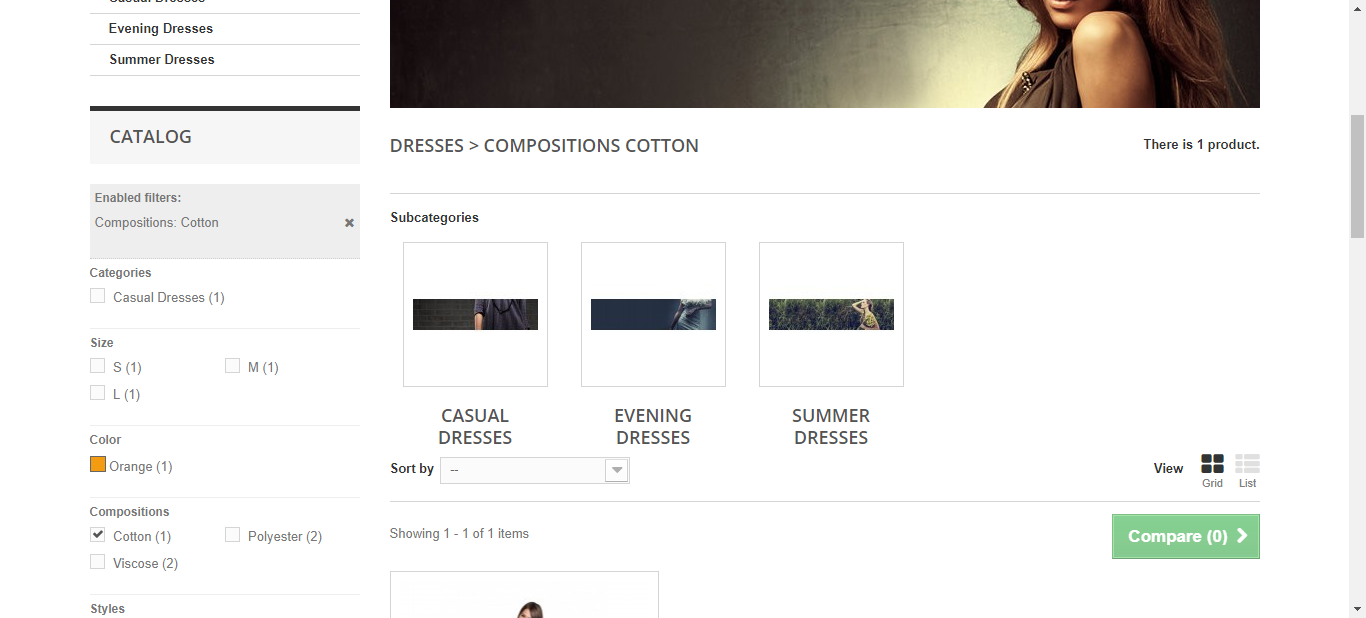 Casual Dresses
Evening Dresses
Summer Dresses
CATALOG
Enabled filters:
Compositions: Cotton
Categories
Casual Dresses (1)
Size
S (1) M (1)
L (1)
Color
Orange (1)
Compositions
Cotton (1) Polyester (2)
Viscose (2)
Styles
DRESSES > COMPOSITIONS COTTON
There is 1 product.
Subcategories
CASUAL
DRESSES
EVENING
DRESSES
SUMMER
DRESSES
Sort by --
View
Grid List
Showing 1 - 1 of 1 items
Compare (0)